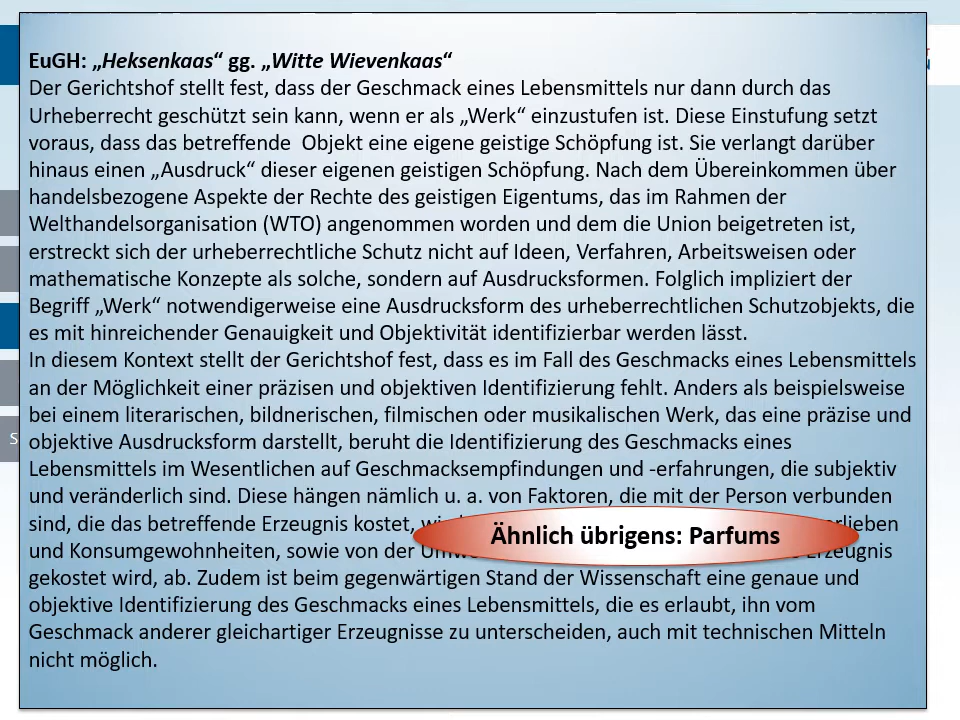 EuGH: „Heksenkaas“ gg. „Witte Wievenkaas“
Der Gerichtshof stellt fest, dass der Geschmack eines Lebensmittels nur dann durch das
Urheberrecht geschützt sein kann, wenn er als „Werk“ einzustufen ist. Diese Einstufung setzt
voraus, dass das betreffende Objekt eine eigene geistige Schöpfung ist. Sie verlangt darüber
hinaus einen „Ausdruck“ dieser eigenen geistigen Schöpfung. Nach dem Übereinkommen über
handelsbezogene Aspekte der Rechte des geistigen Eigentums, das im Rahmen der
Welthandelsorganisation (WTO) angenommen worden und dem die Union beigetreten ist,
erstreckt sich der urheberrechtliche Schutz nicht auf Ideen, Verfahren, Arbeitsweisen oder
mathematische Konzepte als solche, sondern auf Ausdrucksformen. Folglich impliziert der
Begriff „Werk“ notwendigerweise eine Ausdrucksform des urheberrechtlichen Schutzobjekts, die
es mit hinreichender Genauigkeit und Objektivität identifizierbar werden lässt.
In diesem Kontext stellt der Gerichtshof fest, dass es im Fall des Geschmacks eines Lebensmittels
an der Möglichkeit einer präzisen und objektiven Identifizierung fehlt. Anders als beispielsweise
bei einem literarischen, bildnerischen, filmischen oder musikalischen Werk, das eine präzise und
objektive Ausdrucksform darstellt, beruht die Identifizierung des Geschmacks eines
Lebensmittels im Wesentlichen auf Geschmacksempfindungen und -erfahrungen, die subjektiv
und veränderlich sind. Diese hängen nämlich u. a. von Faktoren, die mit der Person verbunden
sind, die das betreffende Erzeugnis kostet,
Ähnlich übrigens: Parfums
und Konsumgewohnheiten, sowie von der Erzeugnis
gekostet wird, ab. Zudem ist beim gegenwärtigen Stand der Wissenschaft eine genaue und
objektive Identifizierung des Geschmacks eines Lebensmittels, die es erlaubt, ihn vom
Geschmack anderer gleichartiger Erzeugnisse zu unterscheiden, auch mit technischen Mitteln
nicht möglich.